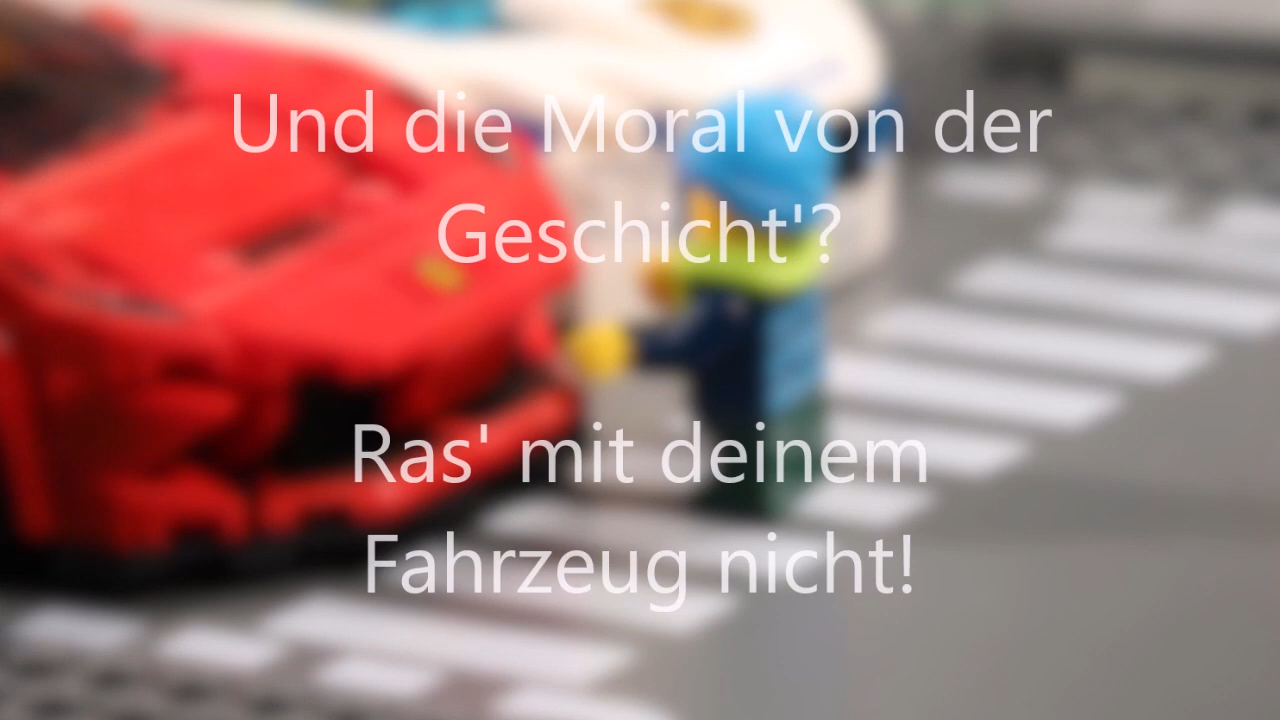 Und die Moral von der
Geschicht'?
Ras' mit deinem
Fahrzeug nicht!